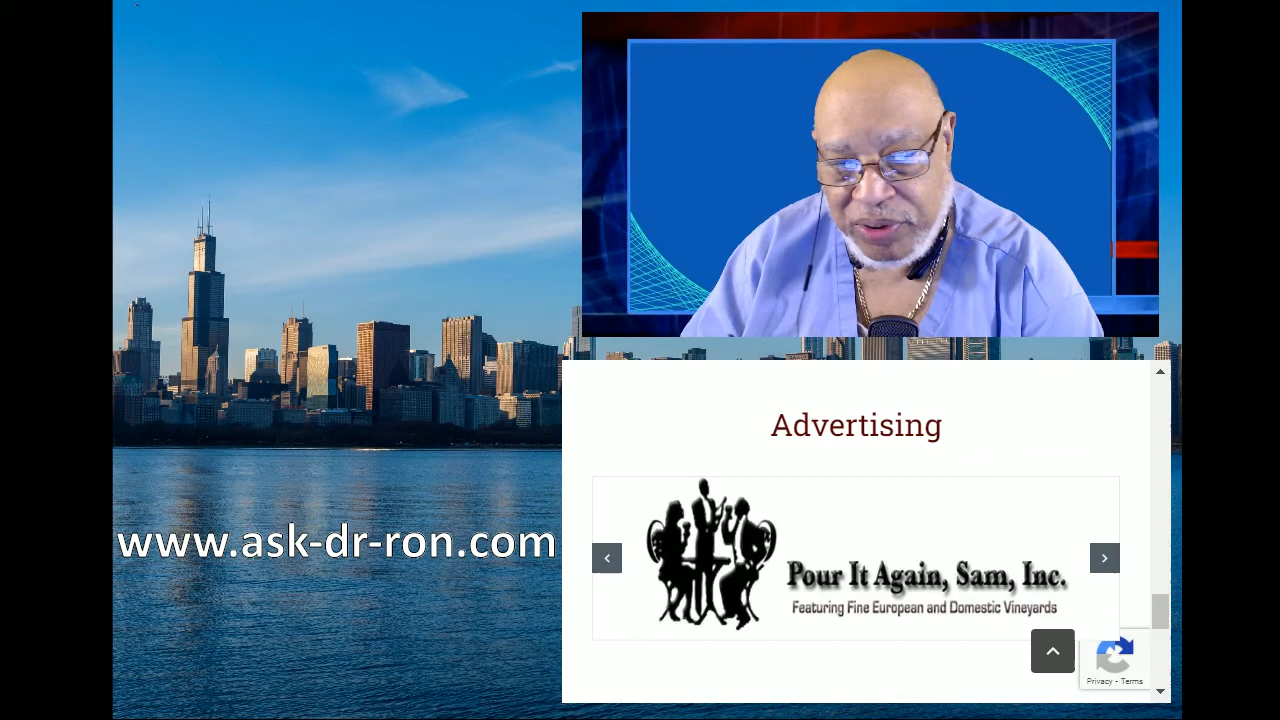 Advertising
www.ask-dr-ron.com
Pour It Again, Sam, Inc.
Featuring Fine European and Domestic Vineyards
Privacy - Terms